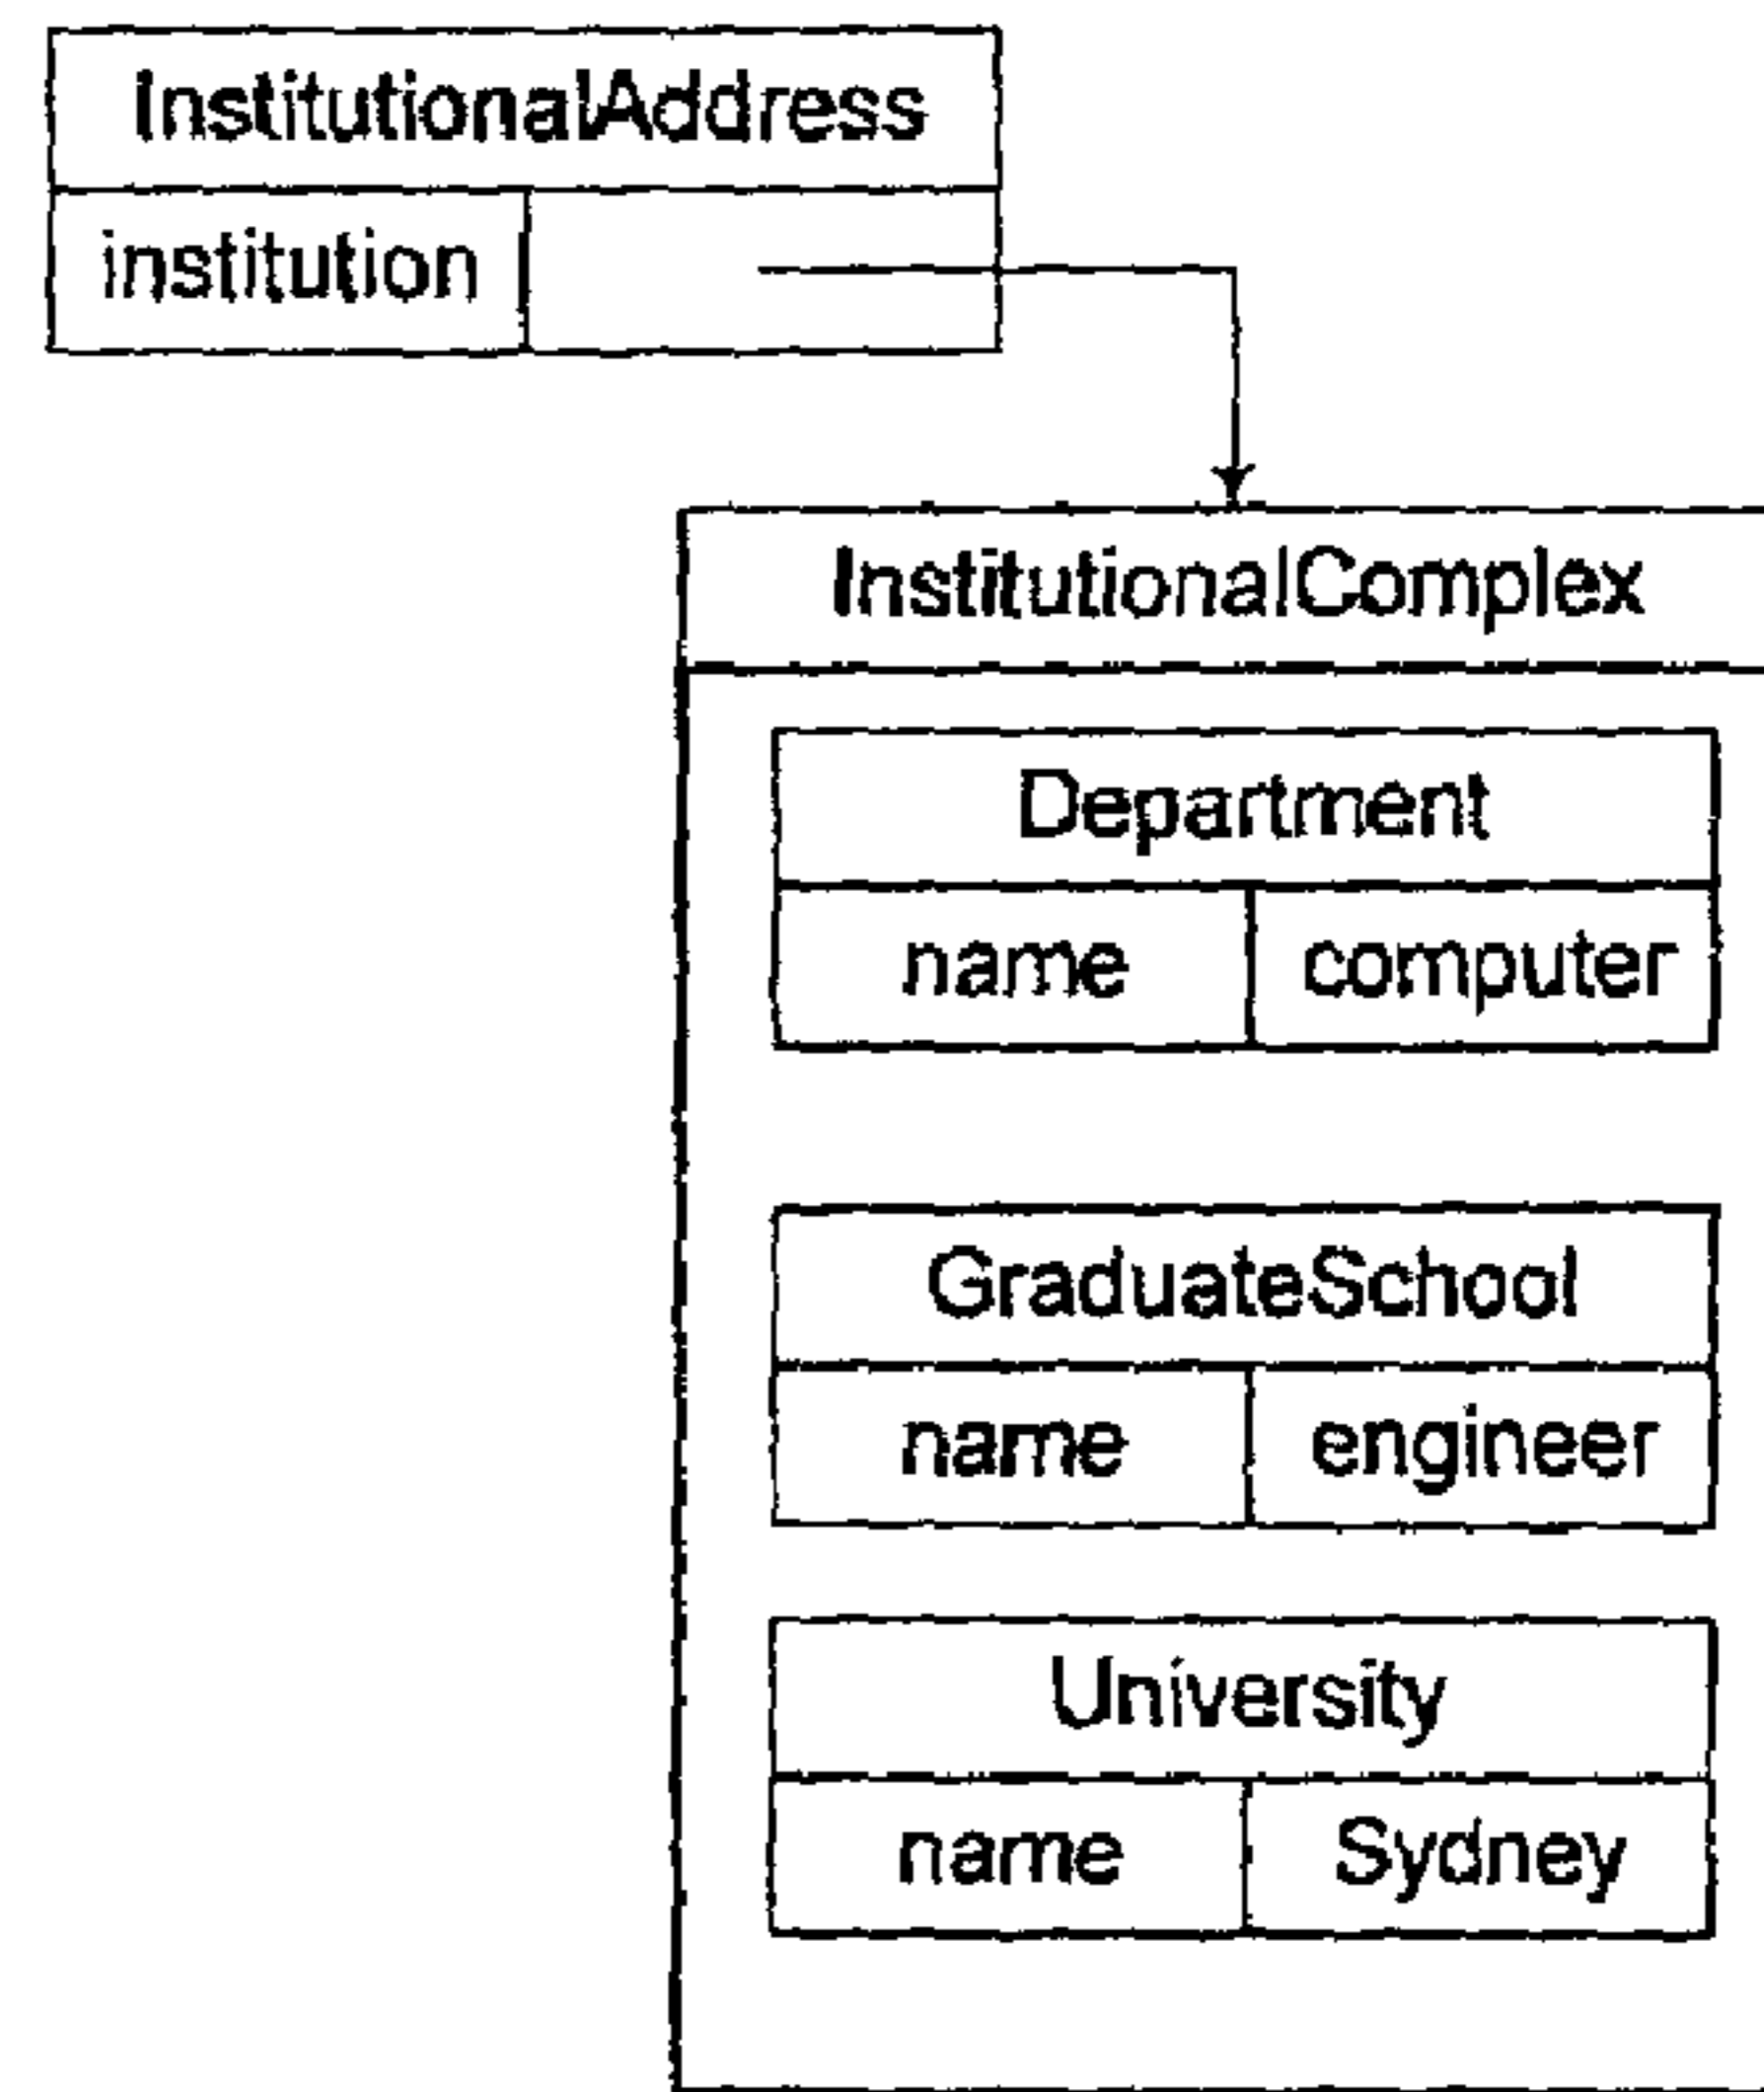 InstitutionalAddress
institution
InstitutionalComplex
Department
name computer
GraduateSchool
name engineer
University
name Sydney